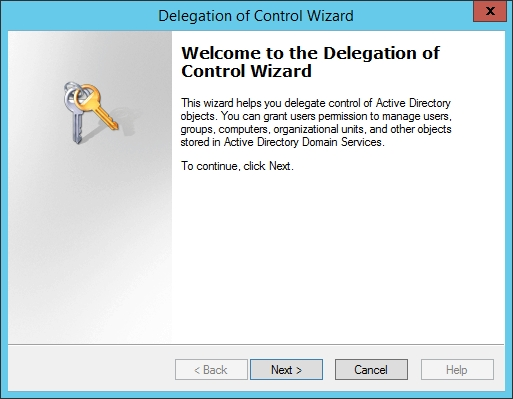 Delegation of Control Wizard
x
Welcome to the Delegation of
Control Wizard
This wizard helps you delegate control of Active Directory
objects. You can grant users permission to manage users,
groups, computers, organizational units, and other objects
stored in Active Directory Domain Services.
To continue, click Next.
< Back
Next >
Cancel
Help